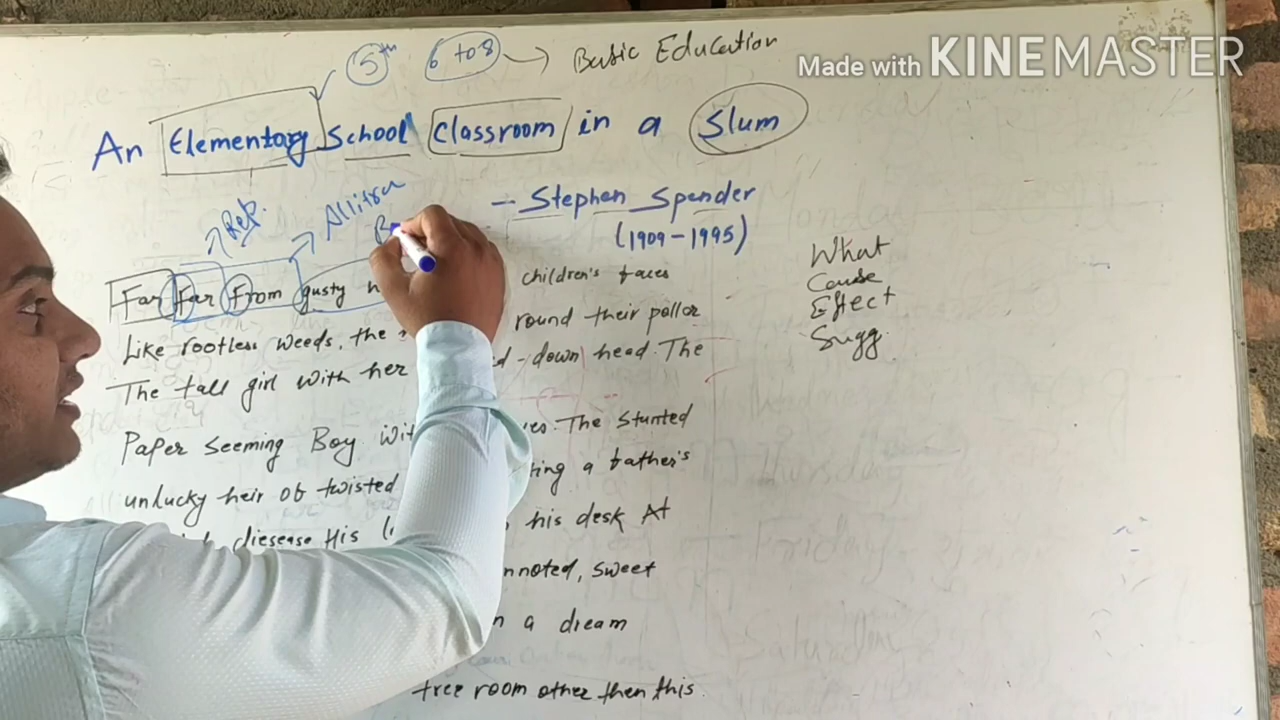 5th 6 to 8 → Basic Education
Made with KINEMASTER
An Elementary School Classroom in a Slum
Rep. Allitra
- Stephen Spender
(1909-1995)
Far Far From gusty children's faces
Like rootless weeds, the round their pallor
The tall girl with her down head. The
Paper Seeming Boy The Stunted
unlucky heir of twisted a father's
diesease His his desk At
nnoted, sweet
a dream
tree room other then this.
What
Cause
Effect
Sugg.